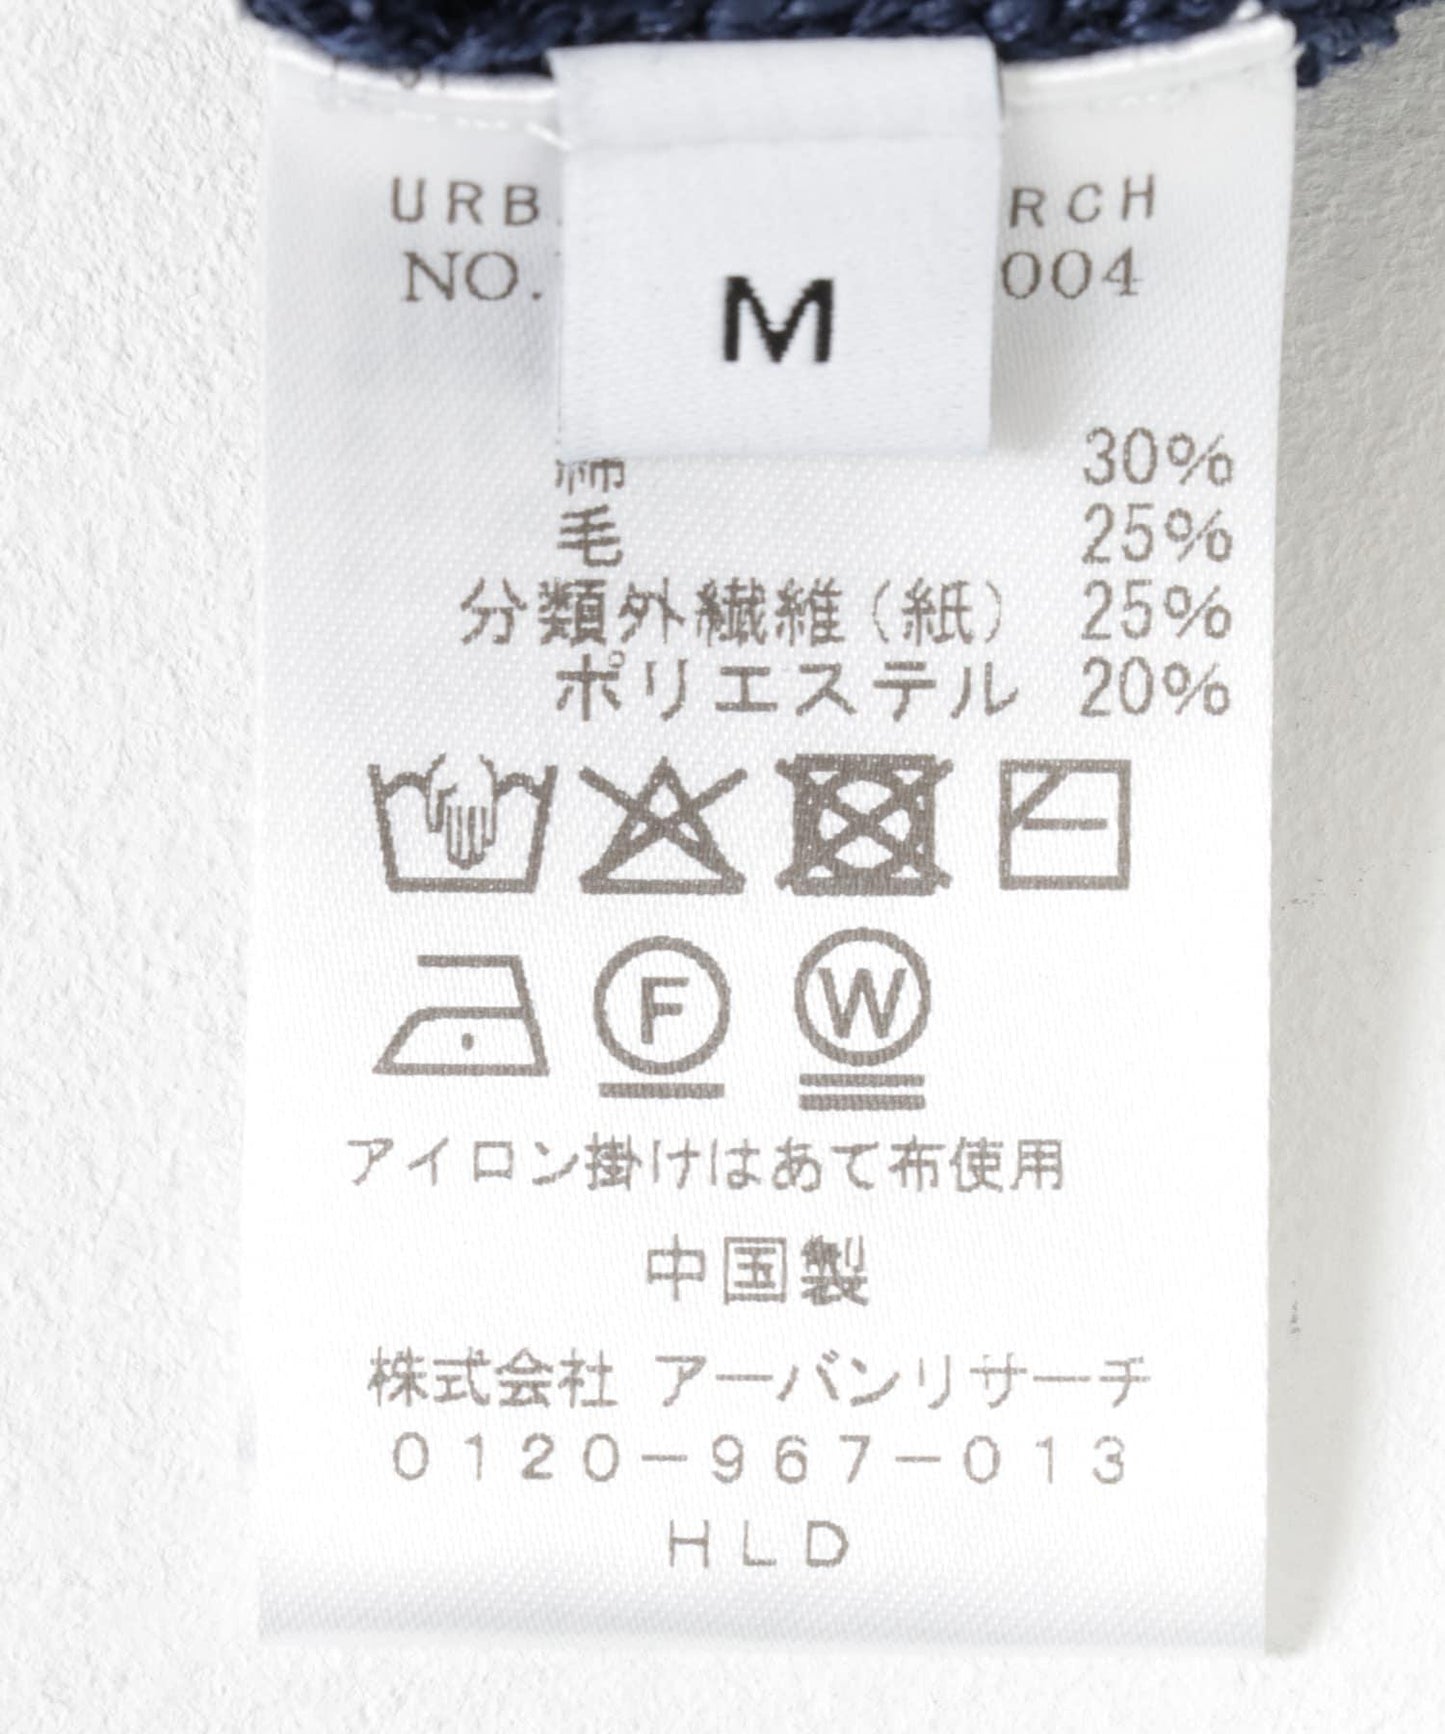 URB RCH
NO. 004
M
綿 30%
毛 25%
分類外繊維（紙） 25%
ポリエステル 20%
F W
アイロン掛けはあて布使用
中国製
株式会社 アーバンリサーチ
0120-967-013
HLD